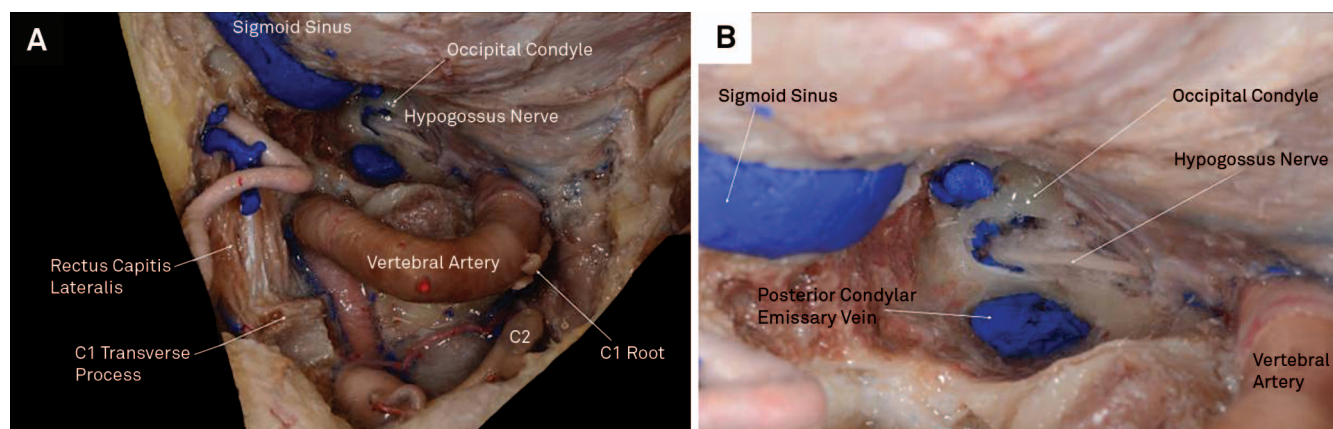 A
Sigmoid Sinus
Occipital Condyle
Hypogossus Nerve
Vertebral Artery
Rectus Capitis
Lateralis
C1 Transverse
Process
C2
C1 Root
B
Sigmoid Sinus
Occipital Condyle
Hypogossus Nerve
Posterior Condylar
Emissary Vein
Vertebral
Artery